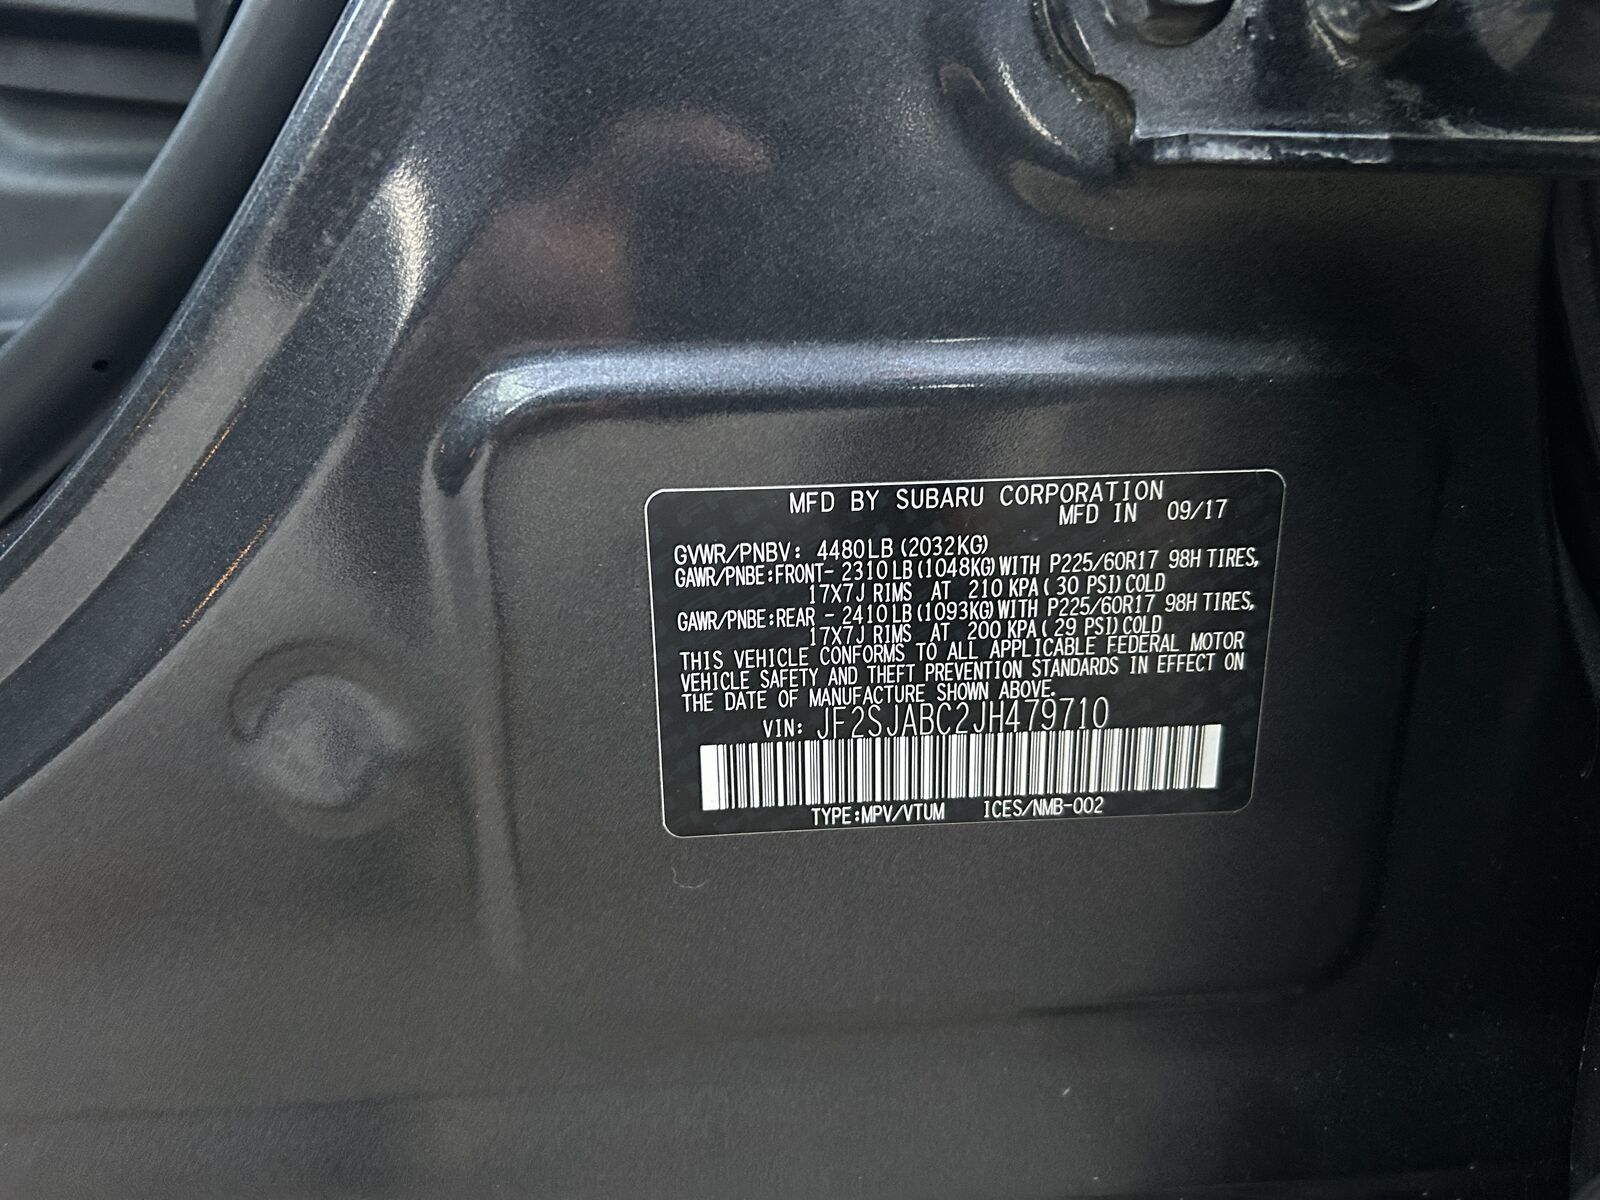 MFD BY SUBARU CORPORATION
MFD IN 09/17
GVWR/PNBV: 4480LB (2032KG)
GAWR/PNBE:FRONT- 2310 LB (1048KG) WITH P225/60R17 98H TIRES,
17X7J RIMS AT 210 KPA ( 30 PSI) COLD
GAWR/PNBE:REAR - 2410 LB (1093KG) WITH P225/60R17 98H TIRES,
17X7J RIMS AT 200 KPA ( 29 PSI) COLD
THIS VEHICLE CONFORMS TO ALL APPLICABLE FEDERAL MOTOR
VEHICLE SAFETY AND THEFT PREVENTION STANDARDS IN EFFECT ON
THE DATE OF MANUFACTURE SHOWN ABOVE.
VIN: JF2SJABC2JH479710
TYPE:MPV/VTUM ICES/NMB-002